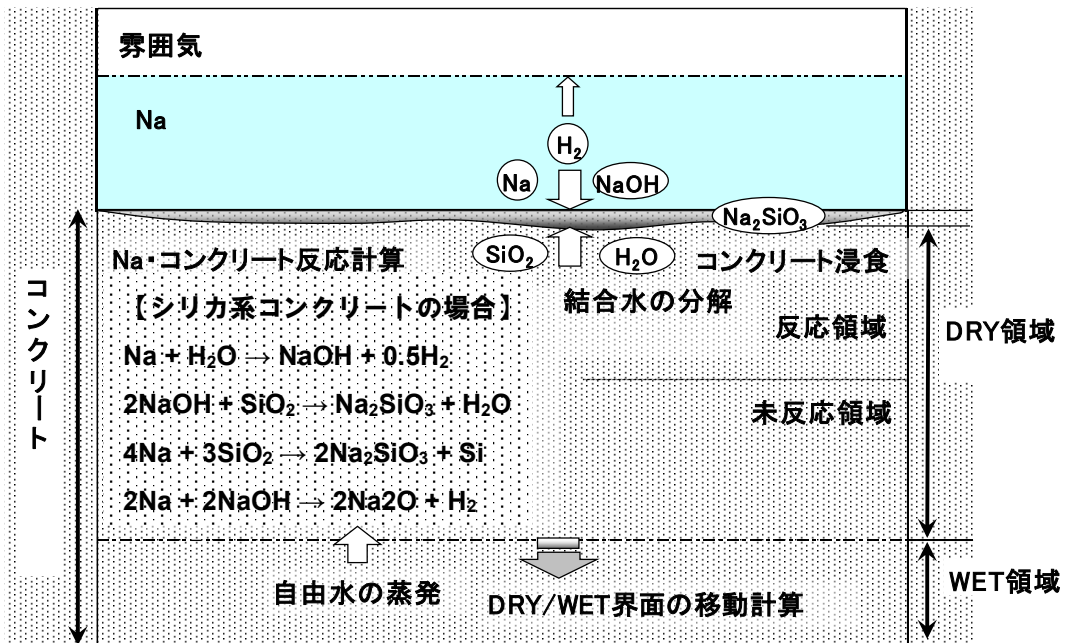 雰囲気
Na
H₂
Na
NaOH
Na₂SiO₃
SiO₂
H₂O
Na・コンクリート反応計算
【シリカ系コンクリートの場合】
Na + H₂O → NaOH + 0.5H₂
2NaOH + SiO₂ → Na₂SiO₃ + H₂O
4Na + 3SiO₂ → 2Na₂SiO₃ + Si
2Na + 2NaOH → 2Na2O + H₂
コンクリート浸食
結合水の分解
反応領域
未反応領域
コンクリート
DRY領域
WET領域
自由水の蒸発
DRY/WET界面の移動計算